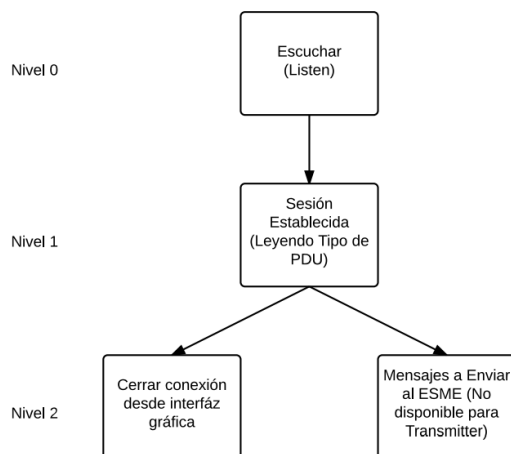 Nivel 0
Escuchar
(Listen)
Nivel 1
Sesión
Establecida
(Leyendo Tipo de
PDU)
Nivel 2
Cerrar conexión
desde interfáz
gráfica
Mensajes a Enviar
al ESME (No
disponible para
Transmitter)